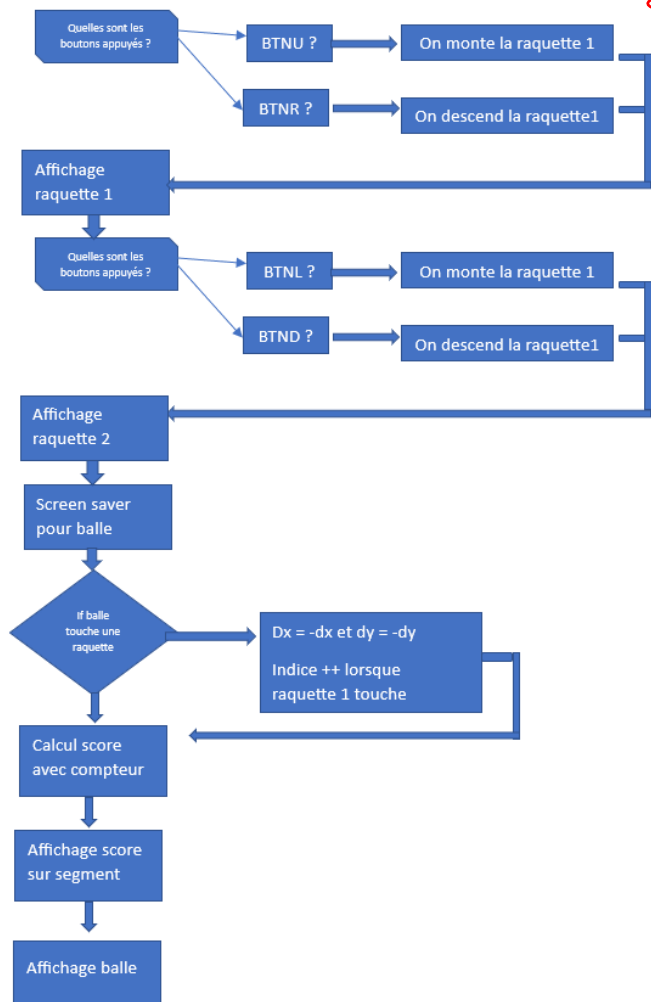 Quelles sont les
boutons appuyés ?
BTNU ?
On monte la raquette 1
BTNR ?
On descend la raquette1
Affichage
raquette 1
Quelles sont les
boutons appuyés ?
BTNL ?
On monte la raquette 1
BTND ?
On descend la raquette1
Affichage
raquette 2
Screen saver
pour balle
If balle
touche une
raquette
Dx = -dx et dy = -dy
Indice ++ lorsque
raquette 1 touche
Calcul score
avec compteur
Affichage score
sur segment
Affichage balle